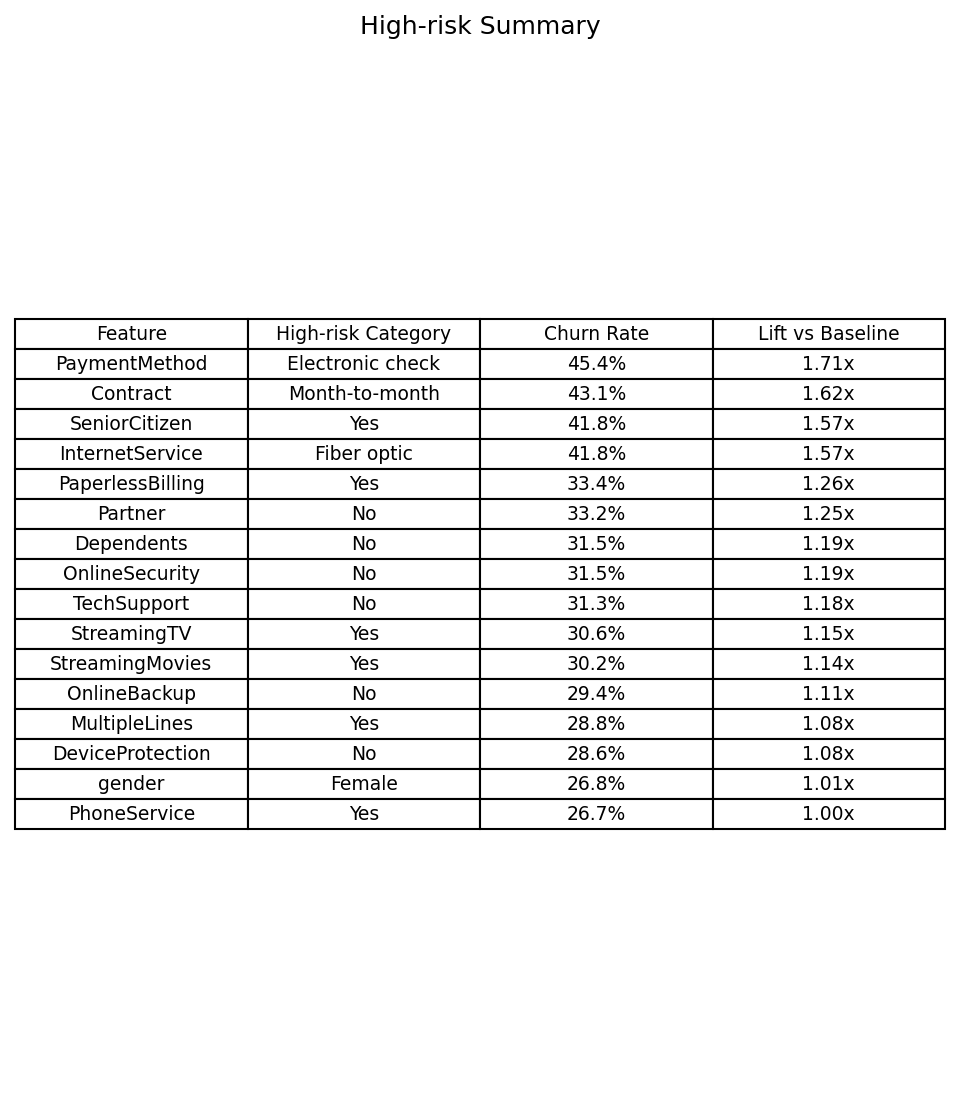 High-risk Summary
Feature High-risk Category Churn Rate Lift vs Baseline
PaymentMethod Electronic check 45.4% 1.71x
Contract Month-to-month 43.1% 1.62x
SeniorCitizen Yes 41.8% 1.57x
InternetService Fiber optic 41.8% 1.57x
PaperlessBilling Yes 33.4% 1.26x
Partner No 33.2% 1.25x
Dependents No 31.5% 1.19x
OnlineSecurity No 31.5% 1.19x
TechSupport No 31.3% 1.18x
StreamingTV Yes 30.6% 1.15x
StreamingMovies Yes 30.2% 1.14x
OnlineBackup No 29.4% 1.11x
MultipleLines Yes 28.8% 1.08x
DeviceProtection No 28.6% 1.08x
gender Female 26.8% 1.01x
PhoneService Yes 26.7% 1.00x